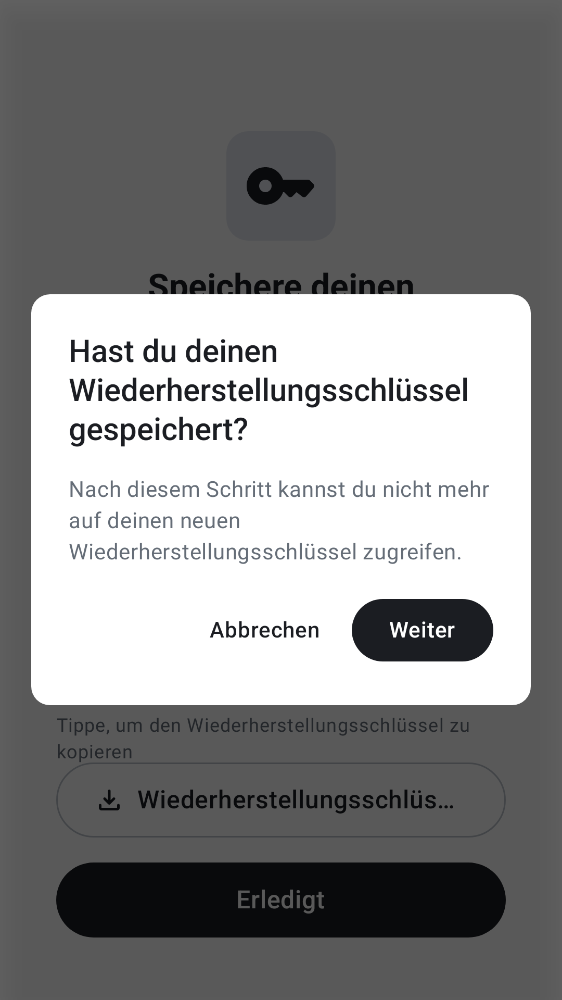 Speichere deinen
Hast du deinen
Wiederherstellungsschlüssel
gespeichert?
Nach diesem Schritt kannst du nicht mehr
auf deinen neuen
Wiederherstellungsschlüssel zugreifen.
Abbrechen Weiter
Tippe, um den Wiederherstellungsschlüssel zu
kopieren
Wiederherstellungsschlüs...
Erledigt